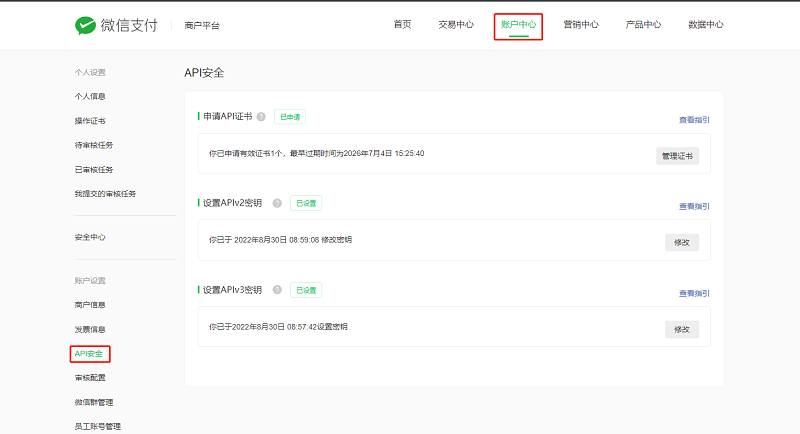 微信支付 商户平台 首页 交易中心 账户中心 营销中心 产品中心 数据中心
个人设置
个人信息
操作证书
待审核任务
已审核任务
我提交的审核任务
安全中心
账户设置
商户信息
发票信息
API安全
审核配置
微信群管理
员工账号管理
API安全
申请API证书 ? 已申请 查看指引
你已申请有效证书1个，最早过期时间为2026年7月4日 15:25:40 管理证书
设置APIv2密钥 ? 已设置 查看指引
你已于 2022年8月30日 08:59:08 修改密钥 修改
设置APIv3密钥 ? 已设置 查看指引
你已于2022年8月30日 08:57:42设置密钥 修改